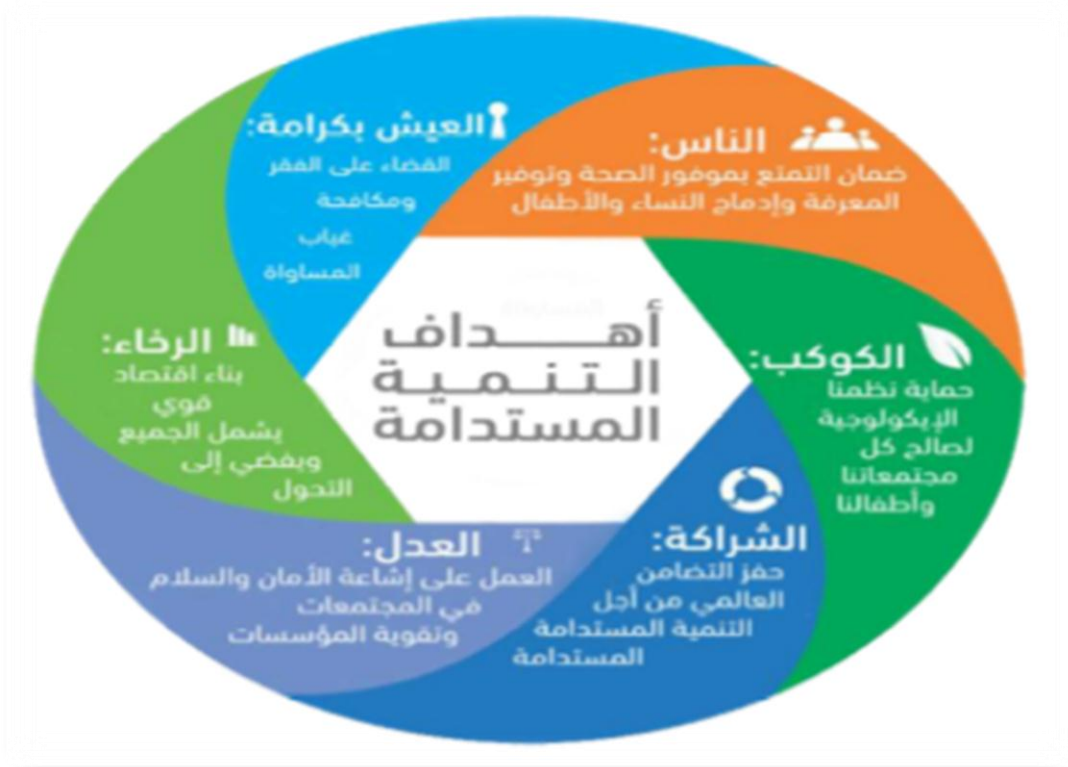 أهداف
التنمية
المستدامة
العيش بكرامة:
القضاء على الفقر
ومكافحة
غياب
المساواة
الناس:
ضمان التمتع بموفور الصحة وتوفير
المعرفة وإدماج النساء والأطفال
الكوكب:
حماية نظمنا
الإيكولوجية
لصالح كل
مجتمعاتنا
وأطفالنا
الشراكة:
حفز التضامن
العالمي من أجل
التنمية المستدامة
المستدامة
العدل:
العمل على إشاعة الأمان والسلام
في المجتمعات
وتقوية المؤسسات
الرخاء:
بناء اقتصاد
قوي
يشمل الجميع
ويفضي إلى
التحول